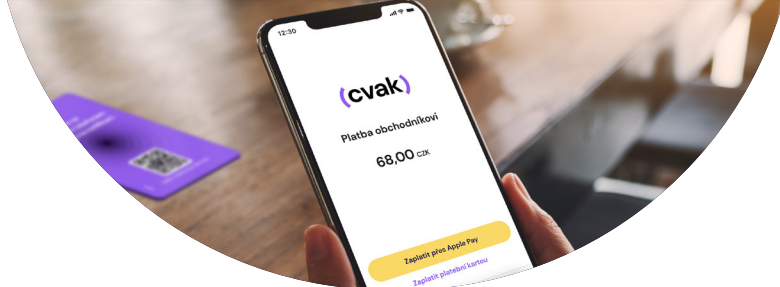 12:30
(cvak)
Platba obchodníkovi
68,00 CZK
Zaplatit přes Apple Pay
Zaplatit platební kartou